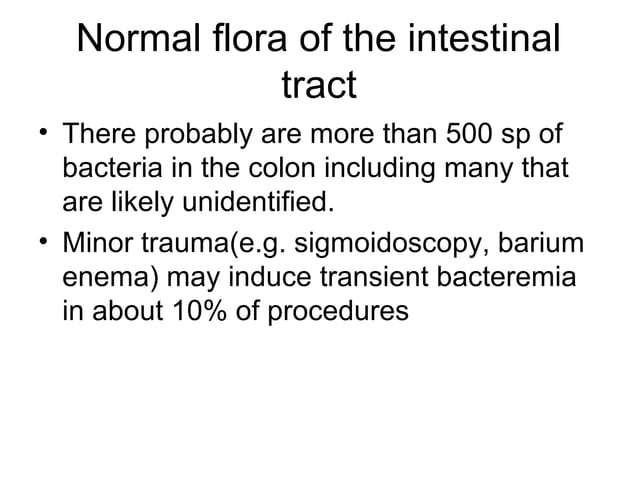 Normal flora of the intestinal
tract
• There probably are more than 500 sp of
bacteria in the colon including many that
are likely unidentified.
• Minor trauma(e.g. sigmoidoscopy, barium
enema) may induce transient bacteremia
in about 10% of procedures